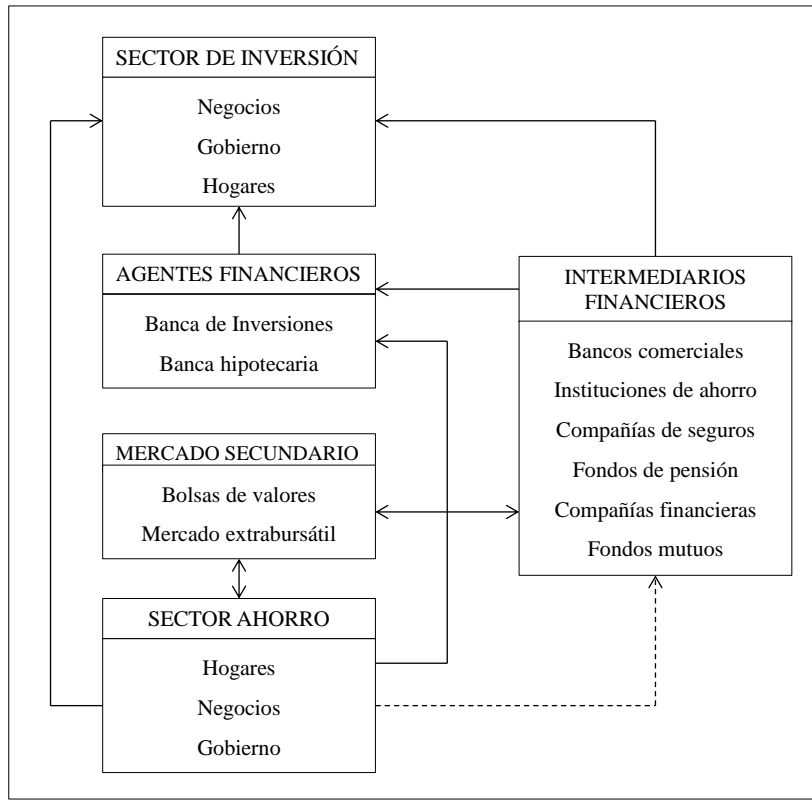 SECTOR DE INVERSIÓN
Negocios
Gobierno
Hogares
AGENTES FINANCIEROS
Banca de Inversiones
Banca hipotecaria
MERCADO SECUNDARIO
Bolsas de valores
Mercado extrabursátil
SECTOR AHORRO
Hogares
Negocios
Gobierno
INTERMEDIARIOS
FINANCIEROS
Bancos comerciales
Instituciones de ahorro
Compañías de seguros
Fondos de pensión
Compañías financieras
Fondos mutuos